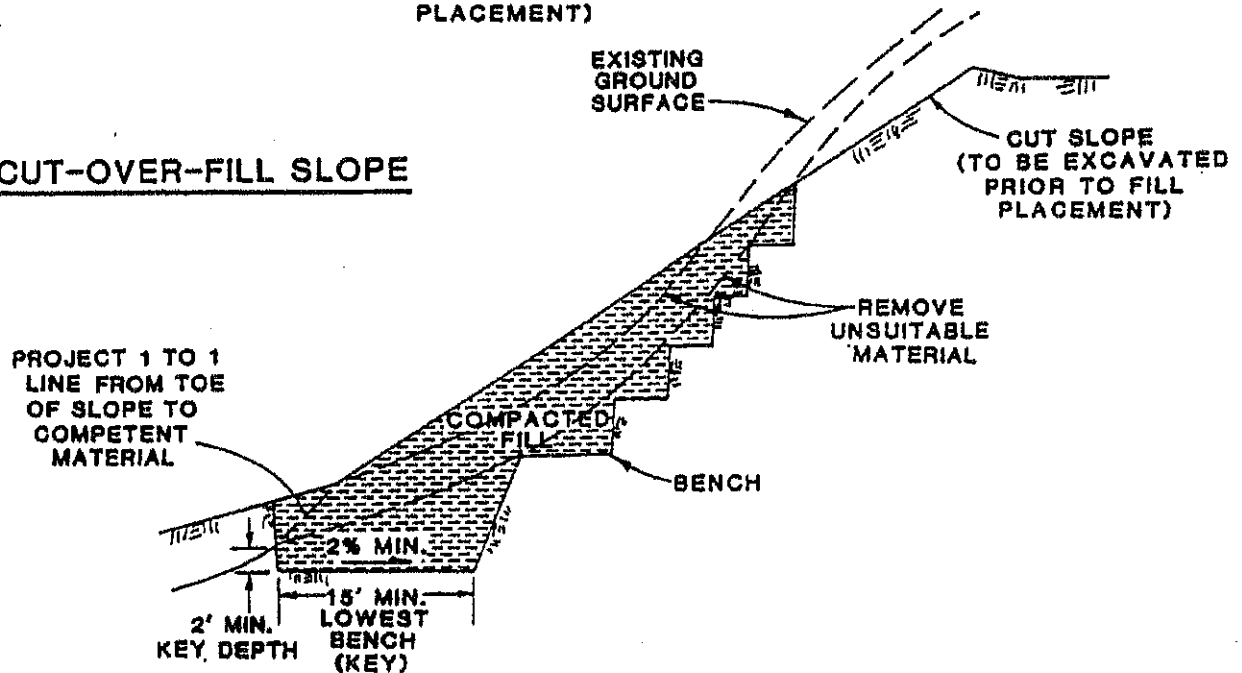 PLACEMENT)
EXISTING
GROUND
SURFACE
CUT-OVER-FILL SLOPE
CUT SLOPE
(TO BE EXCAVATED
PRIOR TO FILL
PLACEMENT)
REMOVE
UNSUITABLE
MATERIAL
PROJECT 1 TO 1
LINE FROM TOE
OF SLOPE TO
COMPETENT
MATERIAL
COMPACTED
FILL
BENCH
2% MIN.
15' MIN.
LOWEST
BENCH
(KEY)
2' MIN.
KEY DEPTH